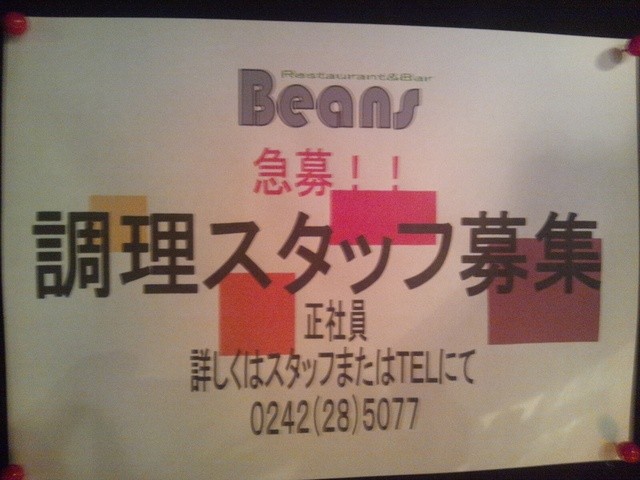 Restaurant&Bar
Beans
急募！！
調理スタッフ募集
正社員
詳しくはスタッフまたはTELにて
0242(28)5077